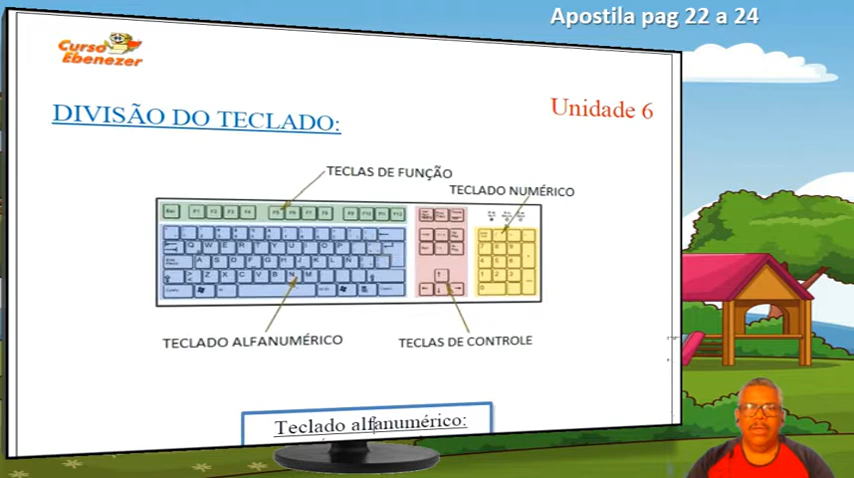 Apostila pag 22 a 24
Curso
Ebenezer
DIVISÃO DO TECLADO:
Unidade 6
TECLAS DE FUNÇÃO
TECLADO NUMÉRICO
Q W E R T Y U I O P
A S D F G H J K L Ñ
Z X C V B N M
TECLADO ALFANUMÉRICO
TECLAS DE CONTROLE
Teclado alfanumérico: